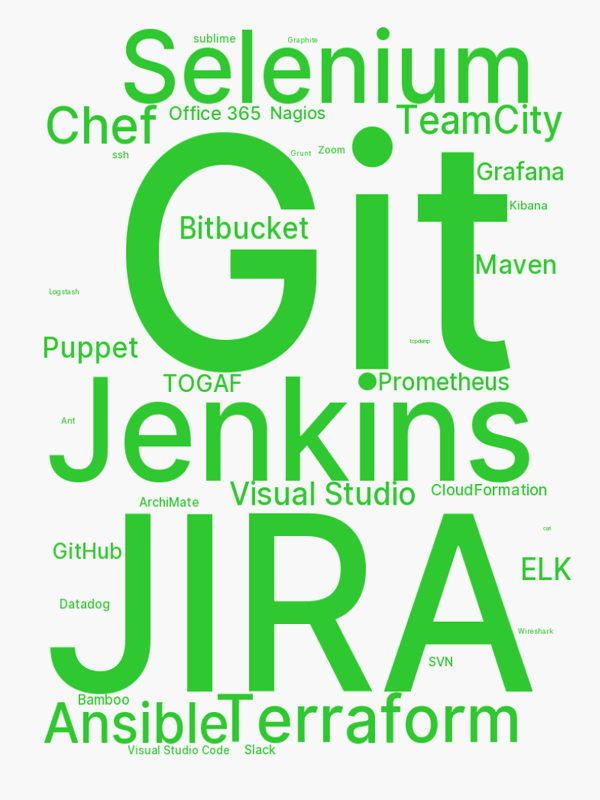 sublime
Graphite
Selenium
Chef
Office 365
Nagios
TeamCity
ssh
Grunt
Zoom
Git
Grafana
Kibana
Bitbucket
Maven
Logstash
tcpdump
Puppet
TOGAF
Prometheus
Jenkins
Ant
Visual Studio
CloudFormation
ArchiMate
JIRA
GitHub
ELK
Datadog
Wireshark
SVN
Bamboo
Ansible
Terraform
Visual Studio Code
Slack